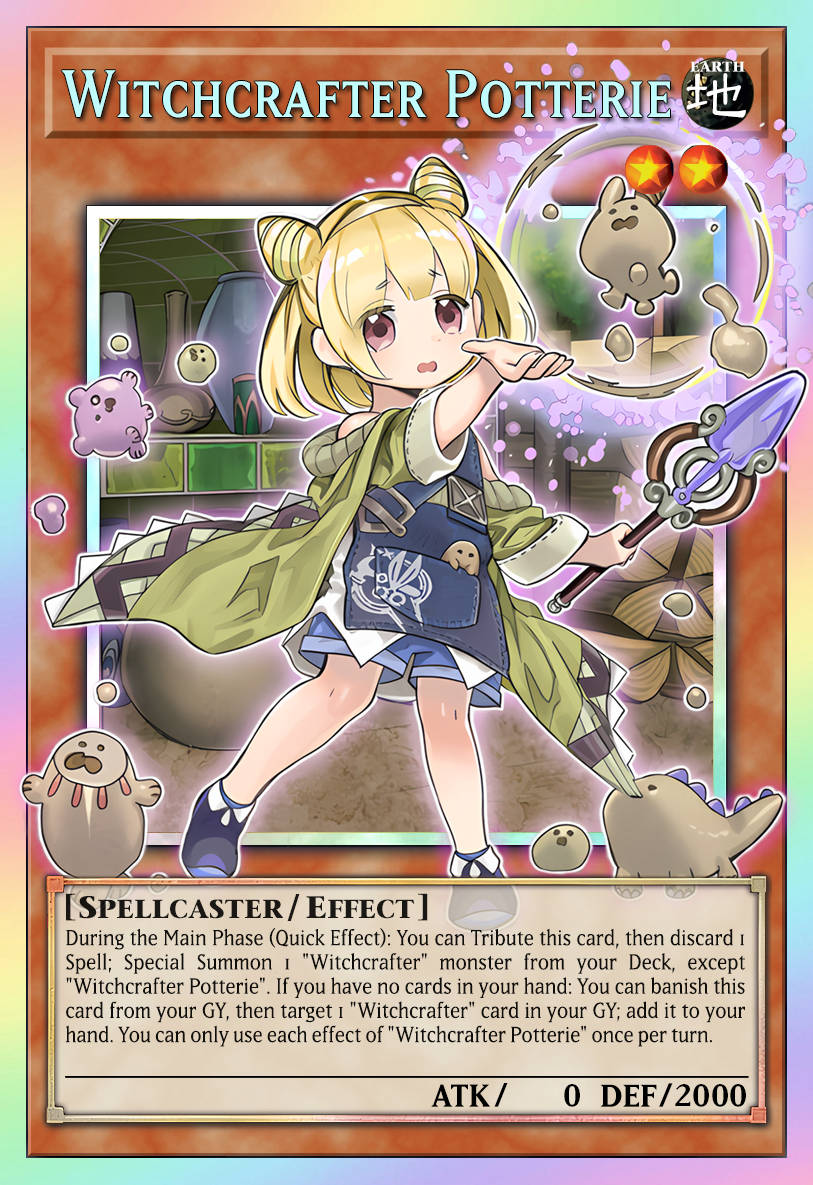 WITCHCRAFTER POTTERIE
EARTH
地
[SPELLCASTER/EFFECT]
During the Main Phase (Quick Effect): You can Tribute this card, then discard 1
Spell; Special Summon 1 "Witchcrafter" monster from your Deck, except
"Witchcrafter Potterie". If you have no cards in your hand: You can banish this
card from your GY, then target 1 "Witchcrafter" card in your GY; add it to your
hand. You can only use each effect of "Witchcrafter Potterie" once per turn.
ATK/ 0 DEF/2000